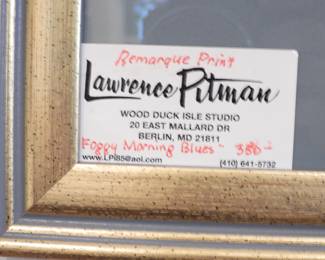 Remarque Print
Lawrence Pitman
WOOD DUCK ISLE STUDIO
20 EAST MALLARD DR
BERLIN, MD 21811
"Foggy Morning Blues" 380-
www.LPI85@aol.com (410) 641-5732